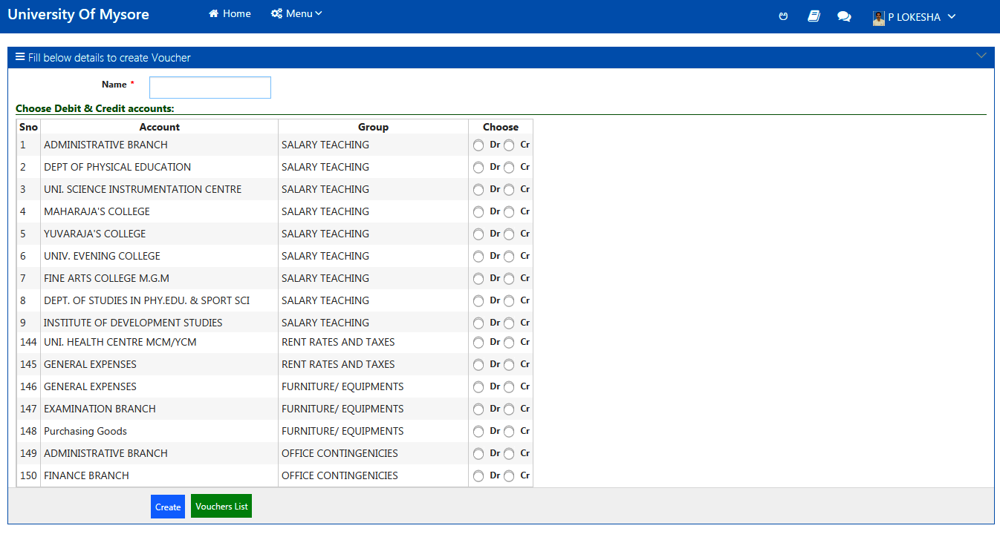 University Of Mysore Home Menu P LOKESHA
Fill below details to create Voucher
Name *
Choose Debit & Credit accounts:
Sno Account Group Choose
1 ADMINISTRATIVE BRANCH SALARY TEACHING Dr Cr
2 DEPT OF PHYSICAL EDUCATION SALARY TEACHING Dr Cr
3 UNI. SCIENCE INSTRUMENTATION CENTRE SALARY TEACHING Dr Cr
4 MAHARAJA'S COLLEGE SALARY TEACHING Dr Cr
5 YUVARAJA'S COLLEGE SALARY TEACHING Dr Cr
6 UNIV. EVENING COLLEGE SALARY TEACHING Dr Cr
7 FINE ARTS COLLEGE M.G.M SALARY TEACHING Dr Cr
8 DEPT. OF STUDIES IN PHY.EDU. & SPORT SCI SALARY TEACHING Dr Cr
9 INSTITUTE OF DEVELOPMENT STUDIES SALARY TEACHING Dr Cr
144 UNI. HEALTH CENTRE MCM/YCM RENT RATES AND TAXES Dr Cr
145 GENERAL EXPENSES RENT RATES AND TAXES Dr Cr
146 GENERAL EXPENSES FURNITURE/ EQUIPMENTS Dr Cr
147 EXAMINATION BRANCH FURNITURE/ EQUIPMENTS Dr Cr
148 Purchasing Goods FURNITURE/ EQUIPMENTS Dr Cr
149 ADMINISTRATIVE BRANCH OFFICE CONTINGENICIES Dr Cr
150 FINANCE BRANCH OFFICE CONTINGENICIES Dr Cr
Create Vouchers List